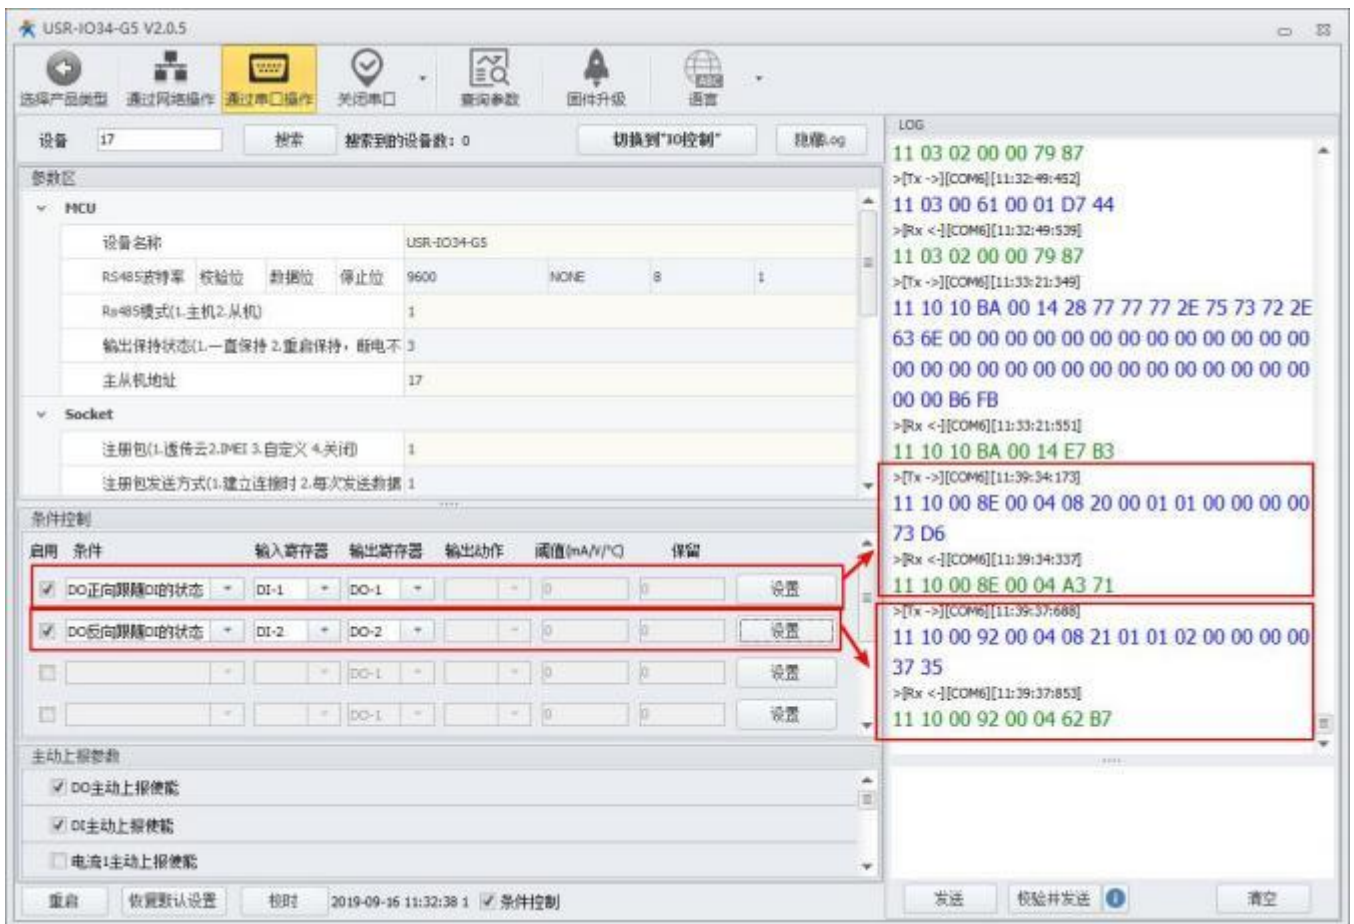 USR-IO34-G5 V2.0.5
选择产品类型 通过网络操作 通过串口操作 关闭串口 查询参数 固件升级 语言
设备 17 搜索 搜索到的设备数: 0 切换到"IO控制" 隐藏Log
参数区
MCU
设备名称 USR-IO34-G5
RS485波特率 校验位 数据位 停止位 9600 NONE 8 1
Rs485模式(1.主机2.从机) 1
输出保持状态(1.一直保持 2.重启保持，断电不 3
主从机地址 17
Socket
注册包(1.透传云2.IMEI 3.自定义 4.关闭) 1
注册包发送方式(1.建立连接时 2.每次发送数据 1
条件控制
启用 条件 输入寄存器 输出寄存器 输出动作 阈值(mA/V/°C) 保留
DO正向跟随DI的状态 DI-1 DO-1 0 0 设置
DO反向跟随DI的状态 DI-2 DO-2 0 0 设置
DO-1 0 0 设置
DO-1 0 0 设置
主动上报参数
DO主动上报使能
DI主动上报使能
电流1主动上报使能
重启 恢复默认设置 校时 2019-09-16 11:32:38 1 条件控制
LOG
11 03 02 00 00 79 87
>[Tx ->][COM6][11:32:49:452]
11 03 00 61 00 01 D7 44
>[Rx <-][COM6][11:32:49:539]
11 03 02 00 00 79 87
>[Tx ->][COM6][11:33:21:349]
11 10 10 BA 00 14 28 77 77 77 2E 75 73 72 2E
63 6E 00 00 00 00 00 00 00 00 00 00 00 00 00
00 00 00 00 00 00 00 00 00 00 00 00 00 00 00
00 00 B6 FB
>[Rx <-][COM6][11:33:21:551]
11 10 10 BA 00 14 E7 B3
>[Tx ->][COM6][11:39:34:173]
11 10 00 8E 00 04 08 20 00 01 01 00 00 00 00
73 D6
>[Rx <-][COM6][11:39:34:337]
11 10 00 8E 00 04 A3 71
>[Tx ->][COM6][11:39:37:688]
11 10 00 92 00 04 08 21 01 01 02 00 00 00 00
37 35
>[Rx <-][COM6][11:39:37:853]
11 10 00 92 00 04 62 B7
发送 校验并发送 清空